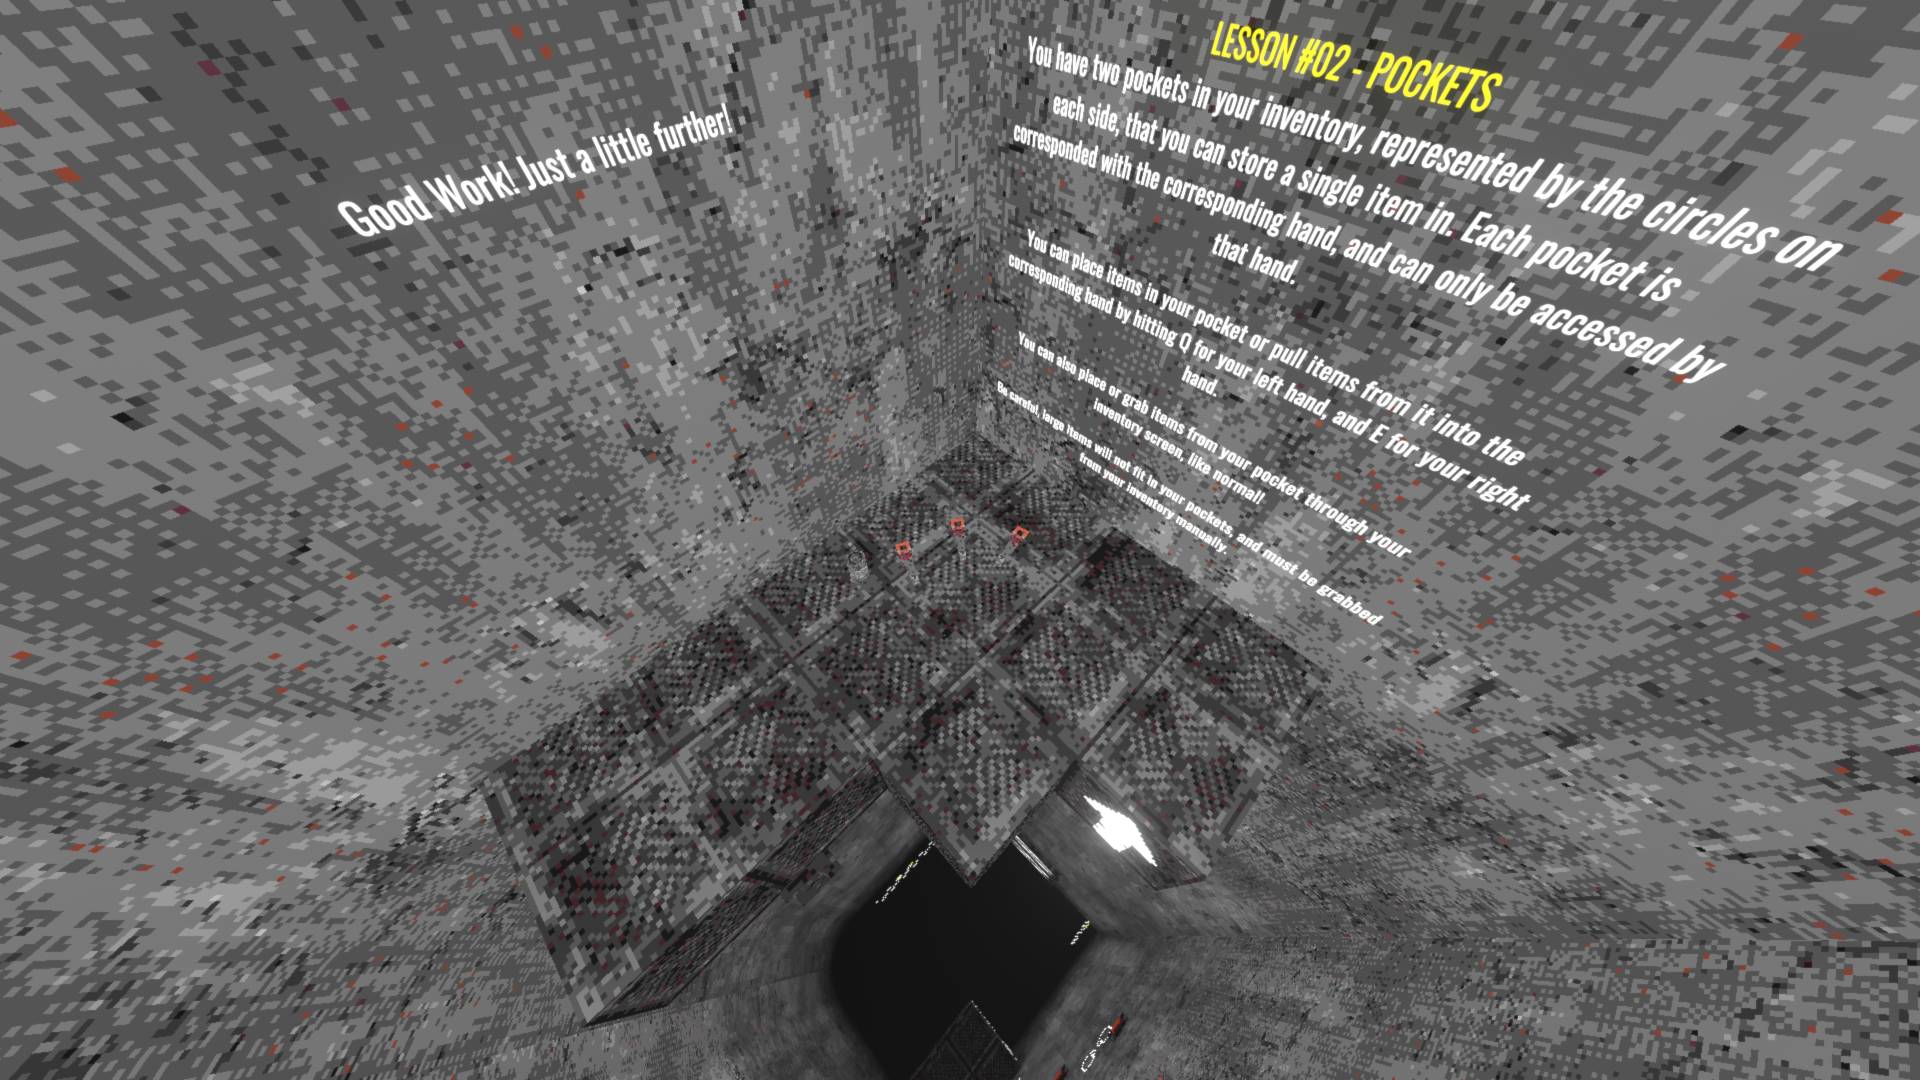 Good Work! Just a little further!
LESSON #02 - POCKETS
You have two pockets in your inventory, represented by the circles on
each side, that you can store a single item in. Each pocket is
corresponded with the corresponding hand, and can only be accessed by
that hand.
You can place items in your pocket or pull items from it into the
corresponding hand by hitting Q for your left hand, and E for your right
hand.
You can also place or grab items from your pocket through your
inventory screen, like normal!
Be careful, large items will not fit in your pockets, and must be grabbed
from your inventory manually.